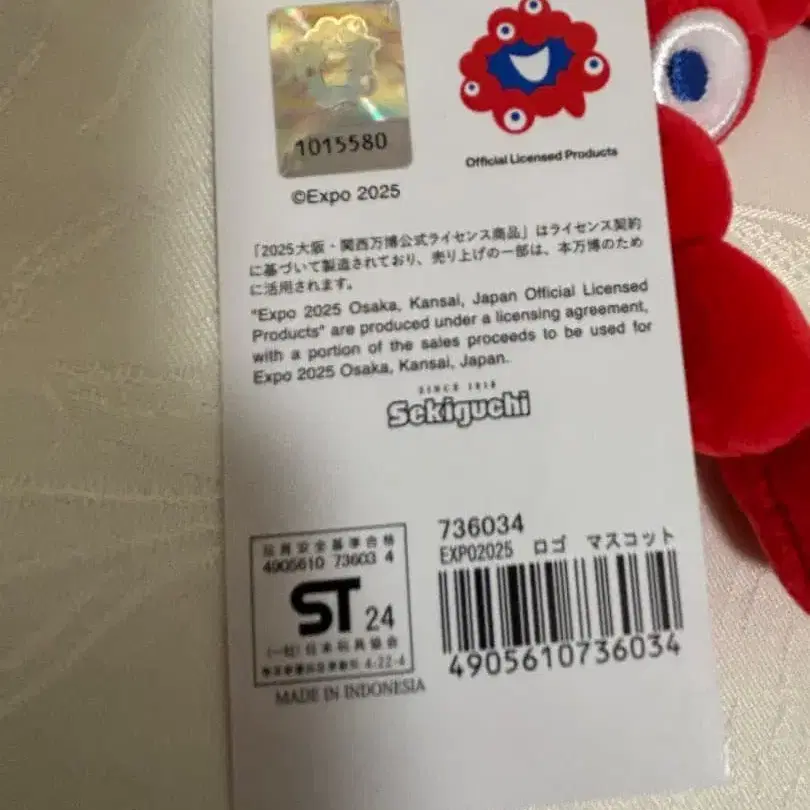 1015580
Official Licensed Products
©Expo 2025
「2025大阪・関西万博公式ライセンス商品」はライセンス契約
に基づいて製造されており、売り上げの一部は、本万博のため
に活用されます。
"Expo 2025 Osaka, Kansai, Japan Official Licensed
Products" are produced under a licensing agreement,
with a portion of the sales proceeds to be used for
Expo 2025 Osaka, Kansai, Japan.
SINCE 1918
Sekiguchi
736034
EXPO2025 ロゴ マスコット
4905610736034
玩具安全基準合格
4905610 73603 4
ST 24
(一社)日本玩具協会
4-22-4
MADE IN INDONESIA